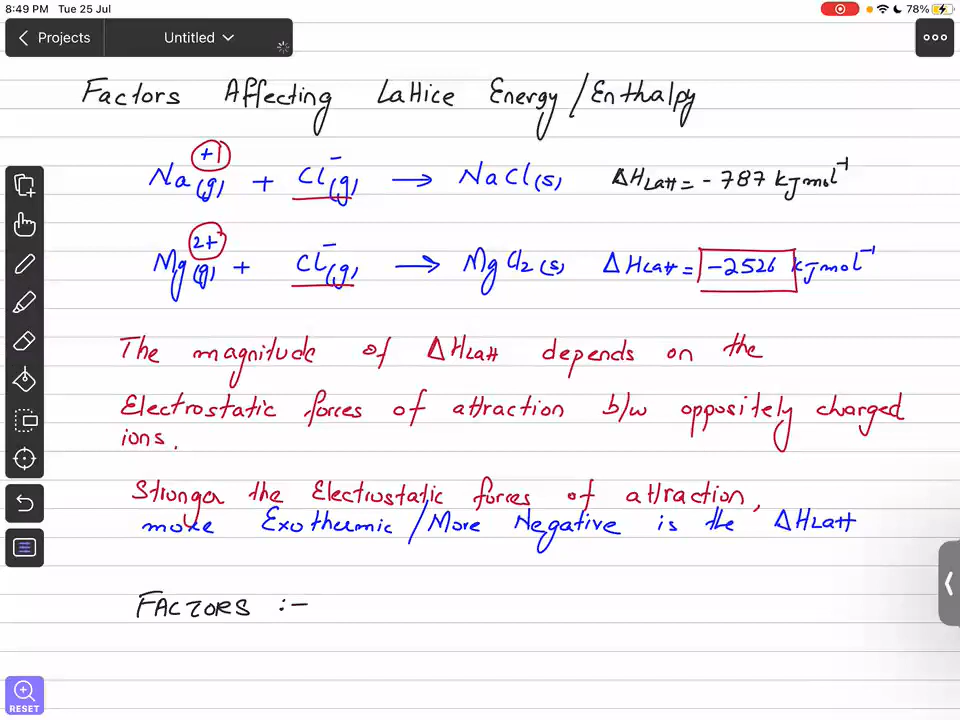 8:49 PM Tue 25 Jul
78%
Projects
Untitled
Factors Affecting Lattice Energy/Enthalpy
Na(g)+1 + Cl(g)− → NaCl(s) ΔHLatt = −787 kJmol−1
Mg(g)2+ + Cl(g)− → MgCl2(s) ΔHLatt = −2526 kJmol−1
The magnitude of ΔHLatt depends on the
Electrostatic forces of attraction b/w oppositely charged
ions.
Stronger the Electrostatic forces of attraction,
more Exothermic/More Negative is the ΔHLatt
FACTORS :−
RESET